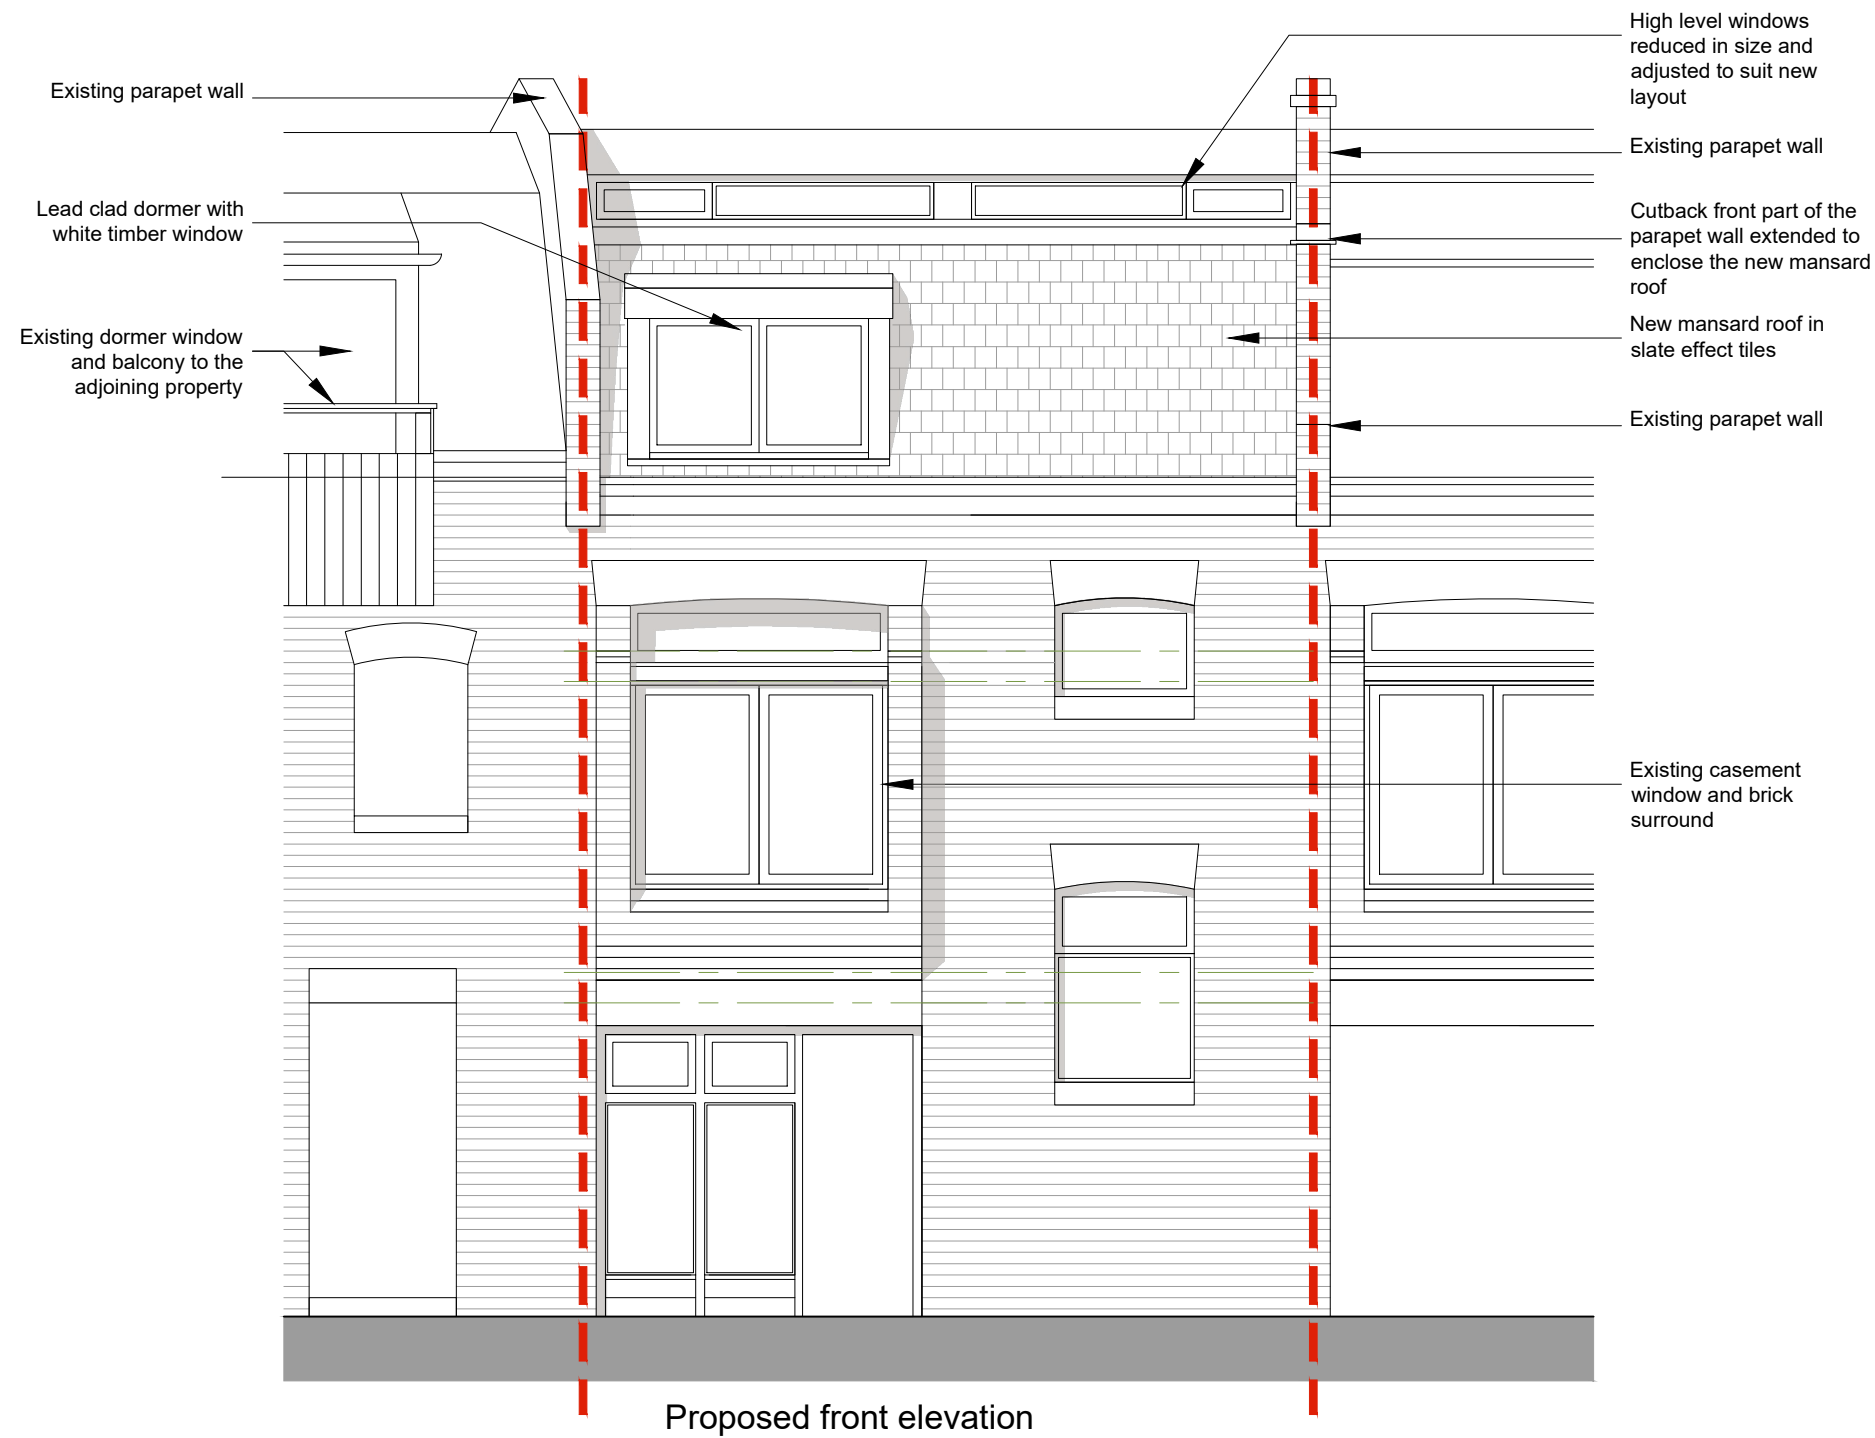 Existing parapet wall
Lead clad dormer with
white timber window
Existing dormer window
and balcony to the
adjoining property
High level windows
reduced in size and
adjusted to suit new
layout
Existing parapet wall
Cutback front part of the
parapet wall extended to
enclose the new mansard
roof
New mansard roof in
slate effect tiles
Existing parapet wall
Existing casement
window and brick
surround
Proposed front elevation